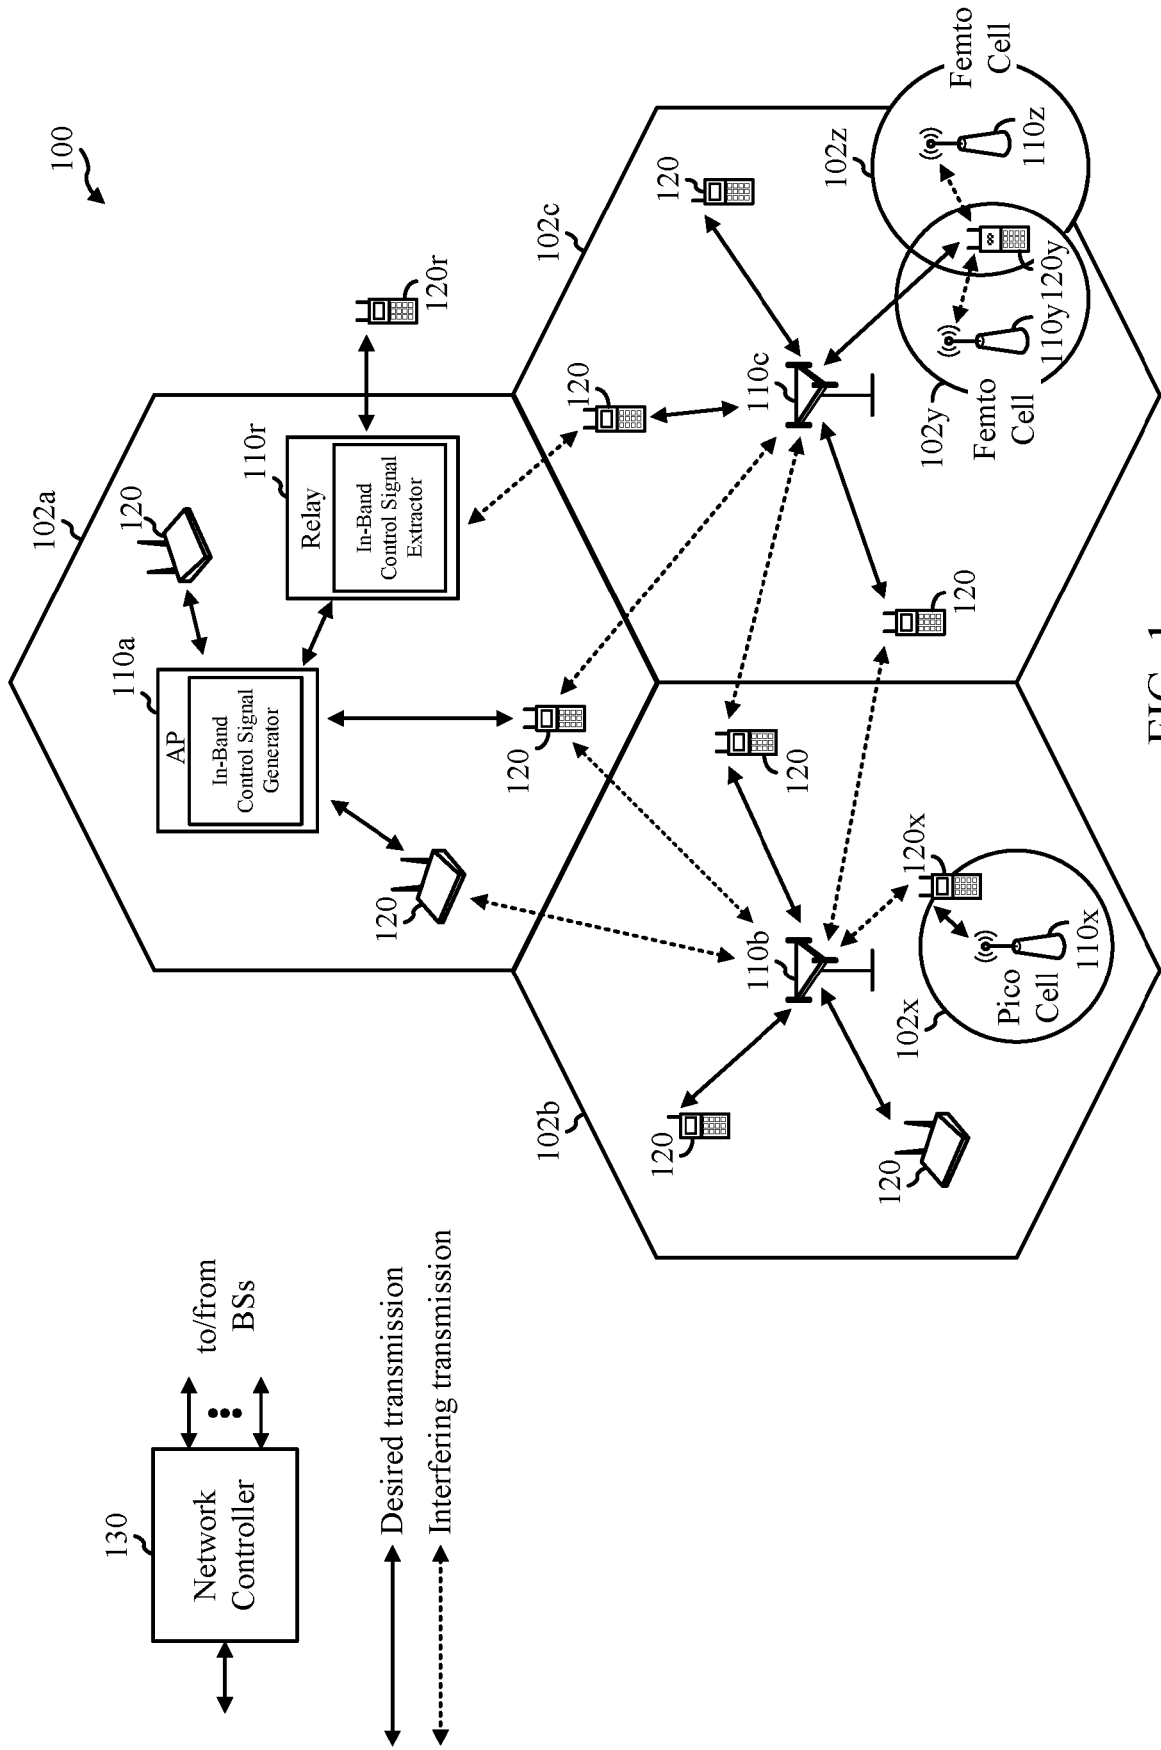 100
130
Network
Controller
to/from
BSs
Desired transmission
Interfering transmission
102a
110a
AP
In-Band
Control Signal
Generator
120
110r
Relay
In-Band
Control Signal
Extractor
120r
120
120
102b
110b
120
120
120
102x
Pico
Cell
110x
120x
102c
110c
120
120
120
102y
Femto
Cell
110y
120y
102z
110z
Femto
Cell
FIG. 1